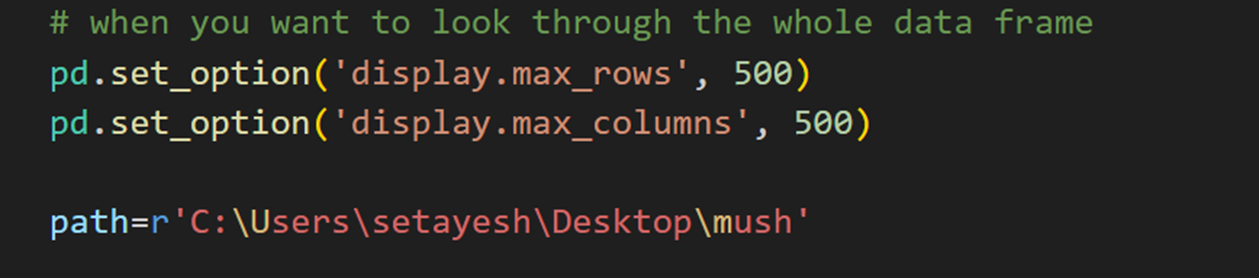 # when you want to look through the whole data frame
pd.set_option('display.max_rows', 500)
pd.set_option('display.max_columns', 500)
path=r'C:\Users\setayesh\Desktop\mush'